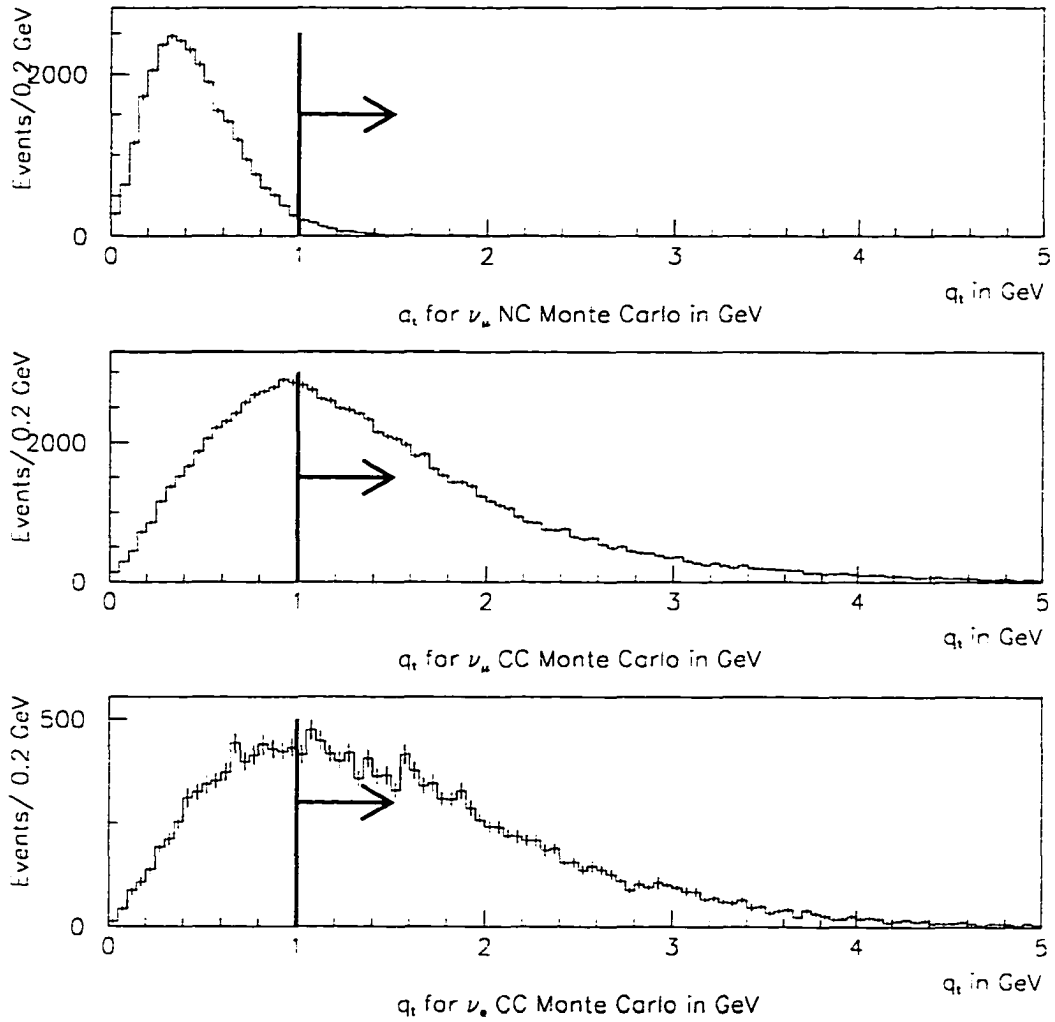 Events/0.2 GeV
2000
0
0 1 2 3 4 5
q_t in GeV
q_t for ν_μ NC Monte Carlo in GeV
Events/ 0.2 GeV
2000
0
0 1 2 3 4 5
q_t in GeV
q_t for ν_μ CC Monte Carlo in GeV
Events/ 0.2 GeV
500
0
0 1 2 3 4 5
q_t in GeV
q_t for ν_e CC Monte Carlo in GeV